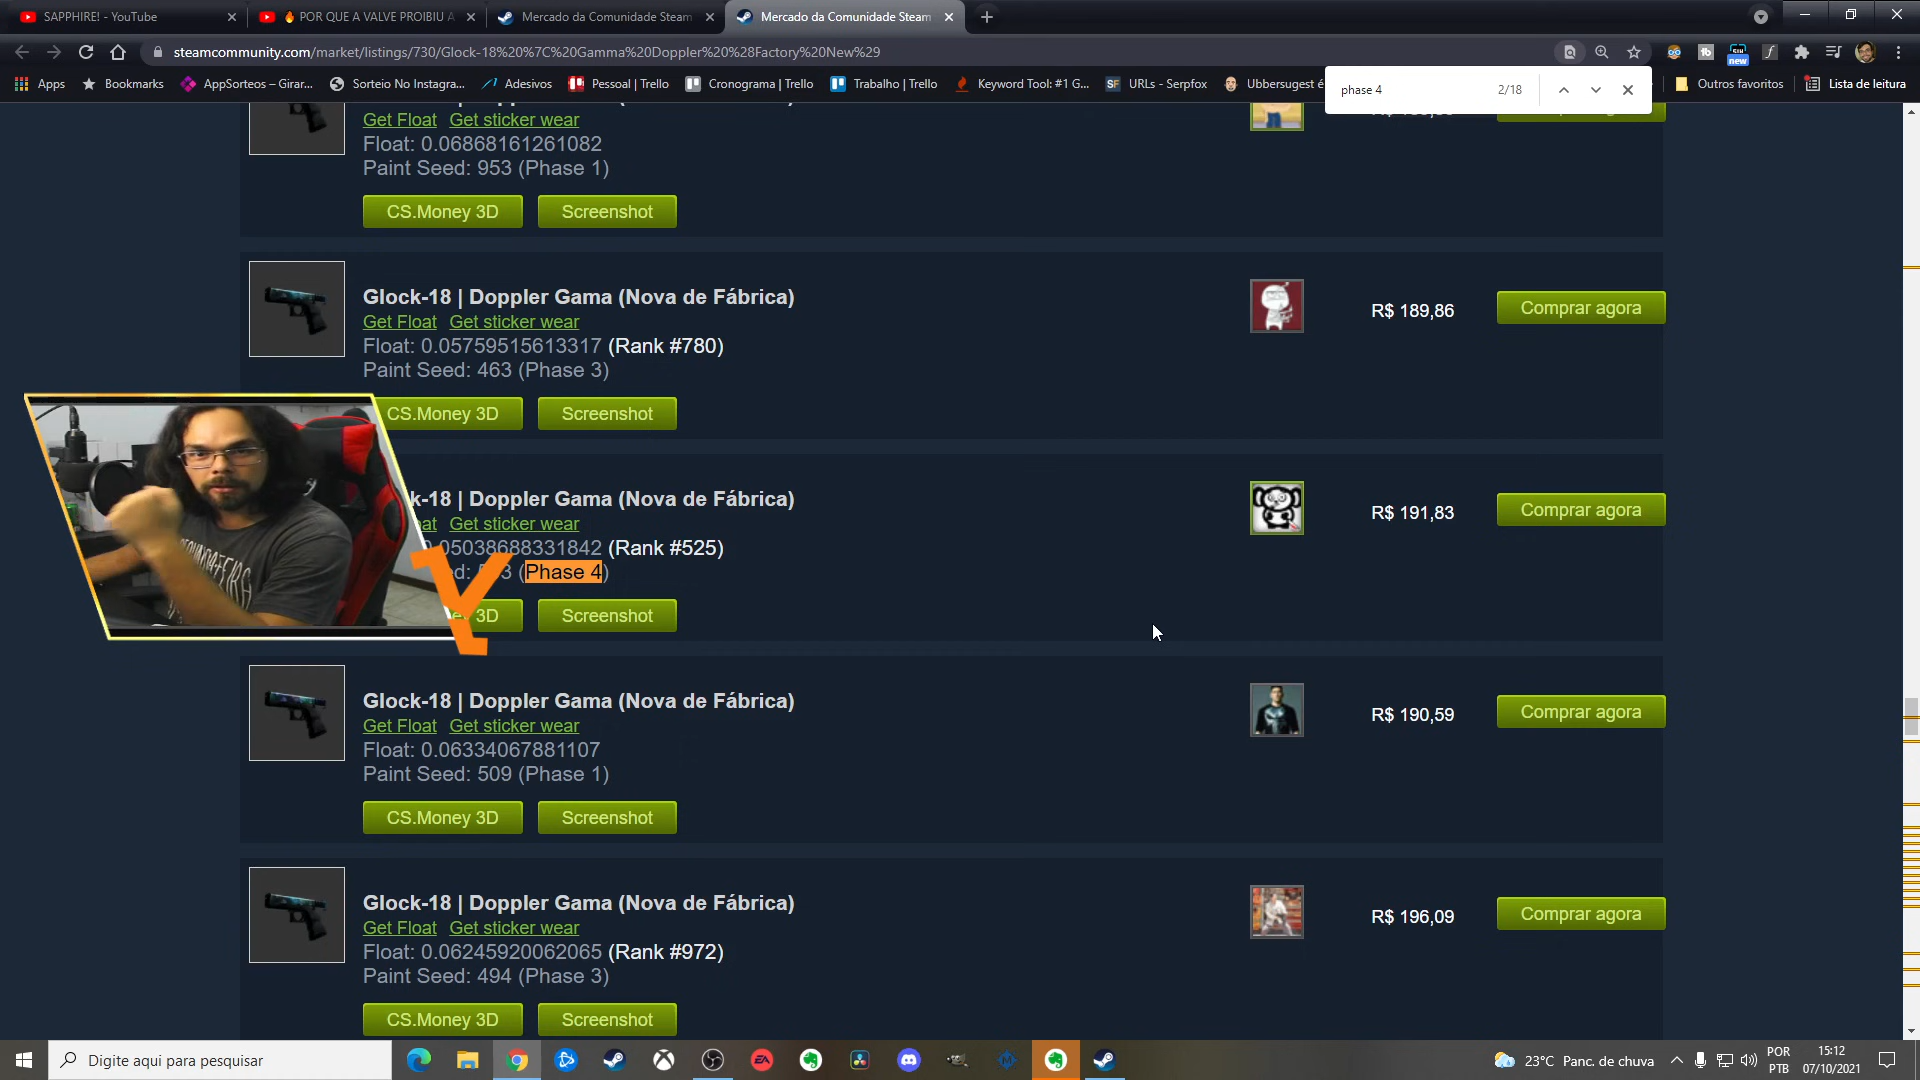 SAPPHIRE! - YouTube
🔥 POR QUE A VALVE PROIBIU A
Mercado da Comunidade Steam
Mercado da Comunidade Steam
steamcommunity.com/market/listings/730/Glock-18%20%7C%20Gamma%20Doppler%20%28Factory%20New%29
Apps
Bookmarks
AppSorteos – Girar...
Sorteio No Instagra...
Adesivos
Pessoal | Trello
Cronograma | Trello
Trabalho | Trello
Keyword Tool: #1 G...
URLs - Serpfox
Ubbersugest é
Outros favoritos
Lista de leitura
new
phase 4
2/18
Get Float Get sticker wear
Float: 0.06868161261082
Paint Seed: 953 (Phase 1)
CS.Money 3D
Screenshot
Glock-18 | Doppler Gama (Nova de Fábrica)
Get Float Get sticker wear
Float: 0.05759515613317 (Rank #780)
Paint Seed: 463 (Phase 3)
R$ 189,86
Comprar agora
CS.Money 3D
Screenshot
k-18 | Doppler Gama (Nova de Fábrica)
at Get sticker wear
05038688331842 (Rank #525)
ed: 3 (Phase 4)
R$ 191,83
Comprar agora
3D
Screenshot
Glock-18 | Doppler Gama (Nova de Fábrica)
Get Float Get sticker wear
Float: 0.06334067881107
Paint Seed: 509 (Phase 1)
R$ 190,59
Comprar agora
CS.Money 3D
Screenshot
Glock-18 | Doppler Gama (Nova de Fábrica)
Get Float Get sticker wear
Float: 0.06245920062065 (Rank #972)
Paint Seed: 494 (Phase 3)
R$ 196,09
Comprar agora
CS.Money 3D
Screenshot
Digite aqui para pesquisar
23°C Panc. de chuva
POR
PTB
15:12
07/10/2021